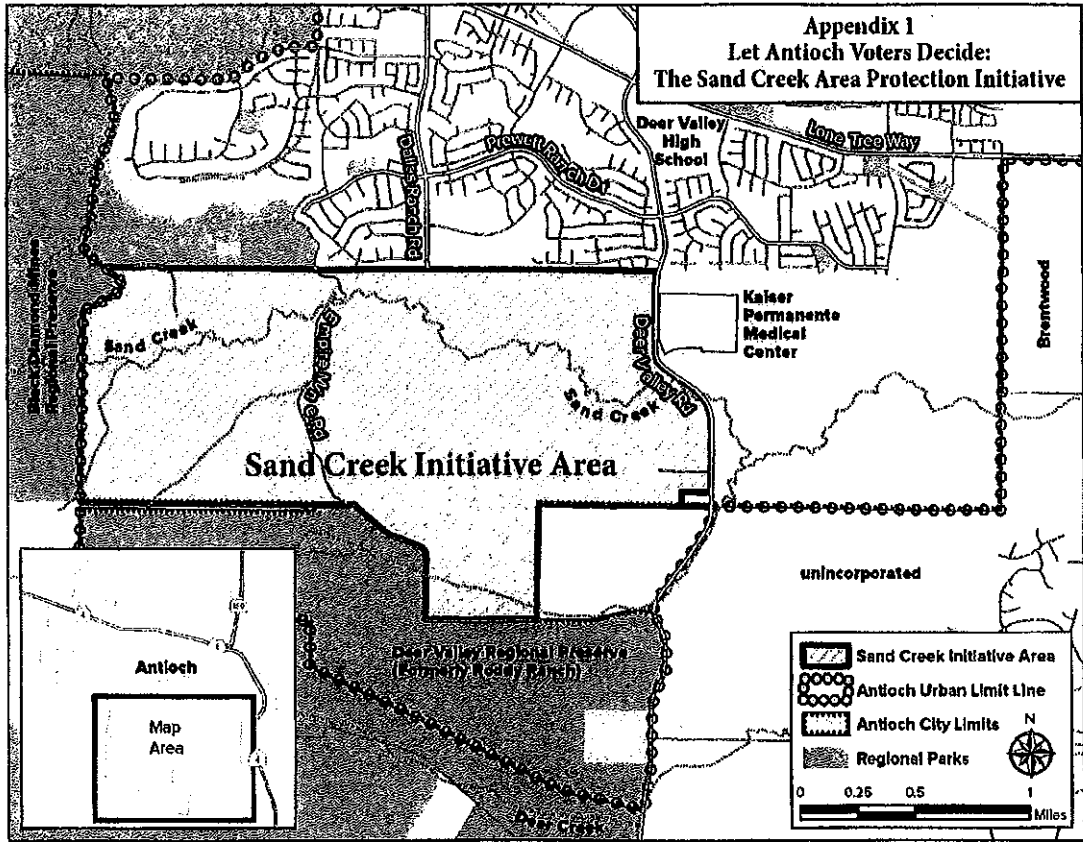 Appendix 1
Let Antioch Voters Decide:
The Sand Creek Area Protection Initiative
Deer Valley
High
School
Lone Tree Way
Prewett Ranch Dr
Dallas Ranch Rd
Black Diamond Mines
Regional Preserve
Sand Creek
Empire Mine Rd
Kaiser
Permanente
Medical
Center
Deer Valley Rd
Sand Creek
Brentwood
Sand Creek Initiative Area
unincorporated
Deer Valley Regional Preserve
(Formerly Roddy Ranch)
Deer Creek
4
160
Antioch
Map
Area
4
Sand Creek Initiative Area
Antioch Urban Limit Line
Antioch City Limits
Regional Parks
N
0 0.25 0.5 1
Miles